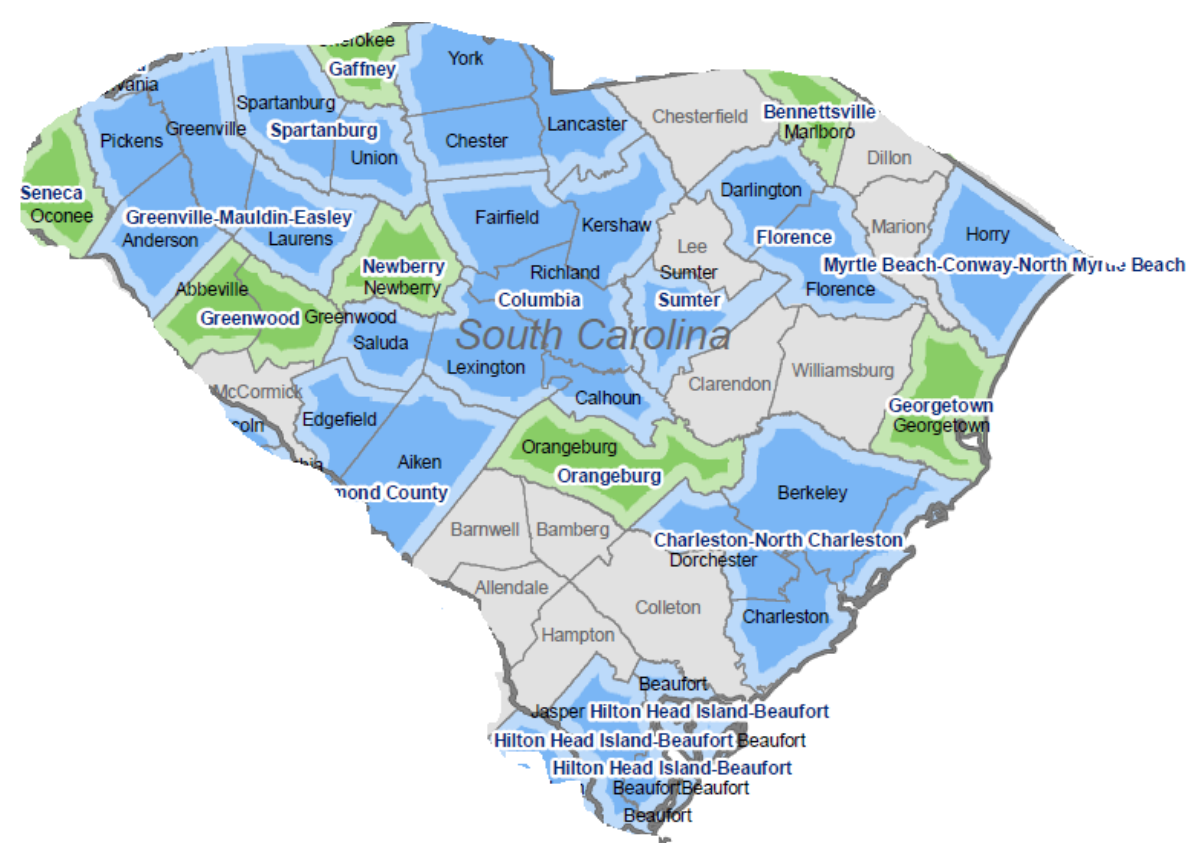 Cherokee
Gaffney
York
Spartanburg
Spartanburg
Pickens
Greenville
Union
Chester
Lancaster
Chesterfield
Bennettsville
Marlboro
Dillon
Seneca
Oconee
Greenville-Mauldin-Easley
Anderson
Laurens
Fairfield
Kershaw
Darlington
Lee
Marion
Horry
Florence
Newberry
Newberry
Richland
Sumter
Myrtle Beach-Conway-North Myrtle Beach
Abbeville
Columbia
Sumter
Florence
Greenwood
Greenwood
Saluda
South Carolina
Lexington
Clarendon
Williamsburg
McCormick
Calhoun
Georgetown
Georgetown
coln
Edgefield
Orangeburg
Aiken
Orangeburg
mond County
Berkeley
Barnwell
Bamberg
Charleston-North Charleston
Dorchester
Allendale
Colleton
Charleston
Hampton
Beaufort
Jasper
Hilton Head Island-Beaufort
Hilton Head Island-Beaufort
Beaufort
Hilton Head Island-Beaufort
Beaufort
Beaufort
Beaufort